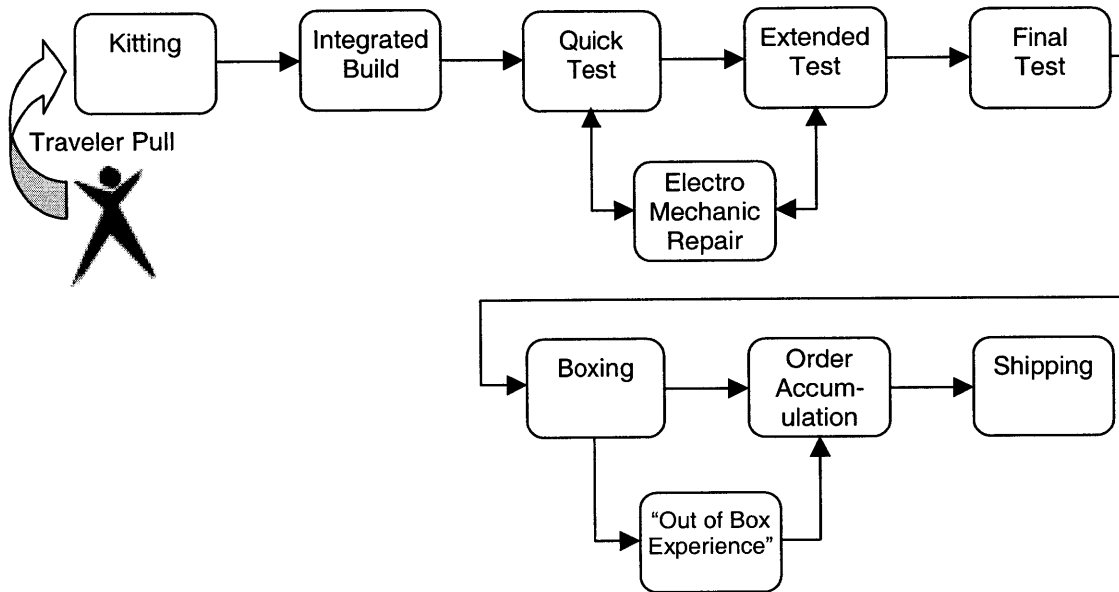 Kitting
Integrated
Build
Quick
Test
Extended
Test
Final
Test
Traveler Pull
Electro
Mechanic
Repair
Boxing
Order
Accum-
ulation
Shipping
“Out of Box
Experience”